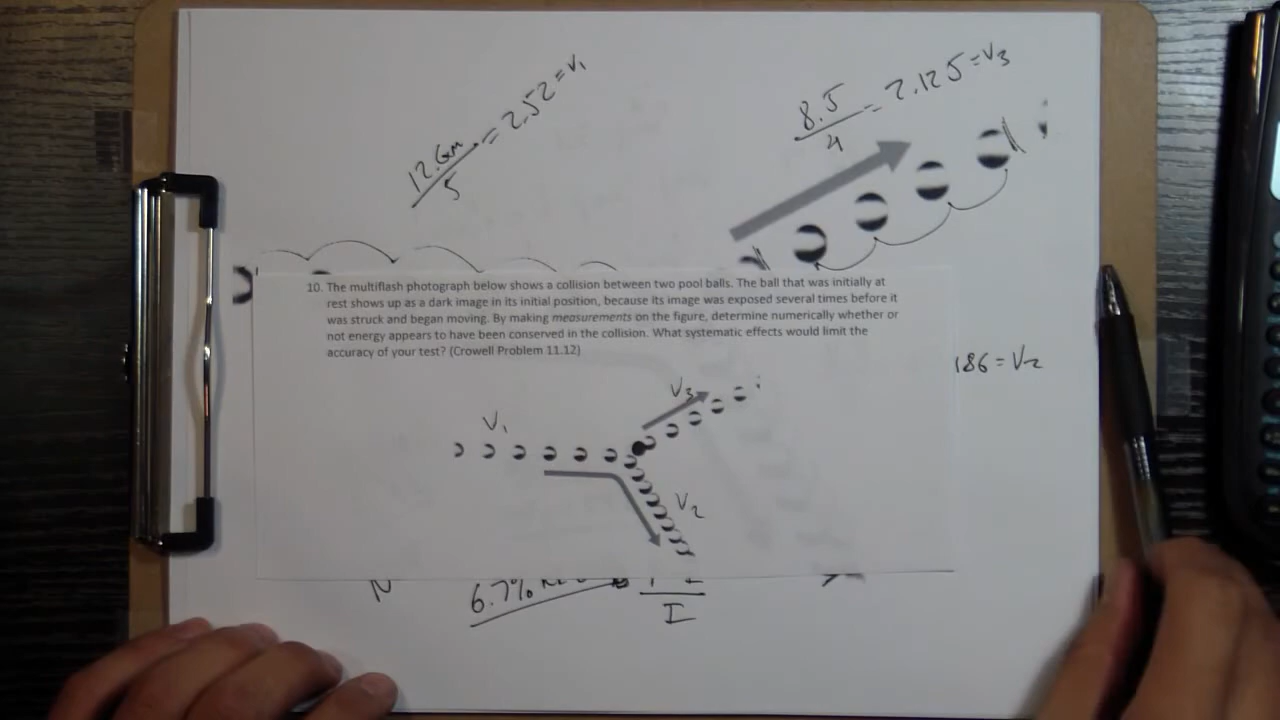 12.6cm
5
= 2.52 = V1
8.5
4
= 2.125 = V3
10. The multiflash photograph below shows a collision between two pool balls. The ball that was initially at
rest shows up as a dark image in its initial position, because its image was exposed several times before it
was struck and began moving. By making measurements on the figure, determine numerically whether or
not energy appears to have been conserved in the collision. What systematic effects would limit the
accuracy of your test? (Crowell Problem 11.12)
186 = V2
V3
V1
V2
6.7%
I